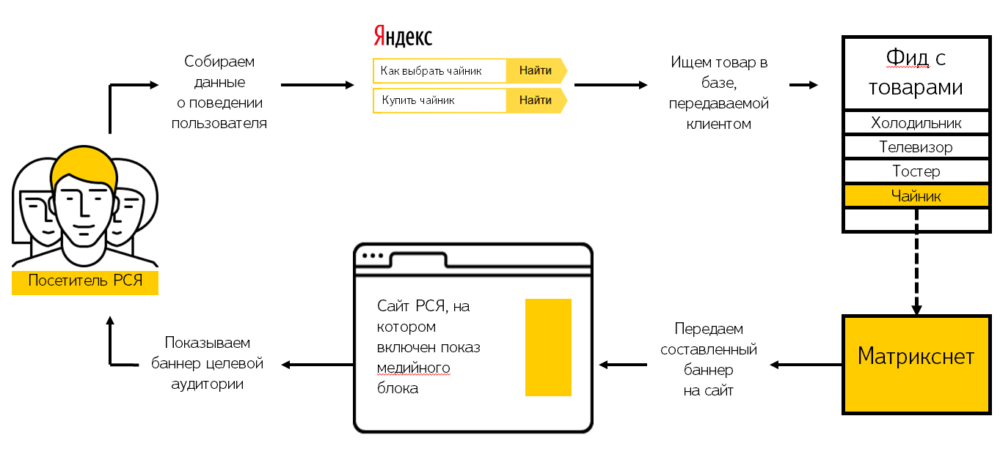 Собираем
данные
о поведении
пользователя
Яндекс
Как выбрать чайник
Найти
Купить чайник
Найти
Ищем товар в
базе,
передаваемой
клиентом
Фид с
товарами
Холодильник
Телевизор
Тостер
Чайник
Матрикснет
Передаем
составленный
баннер
на сайт
Сайт РСЯ, на
котором
включен показ
медийного
блока
Показываем
баннер целевой
аудитории
Посетитель РСЯ